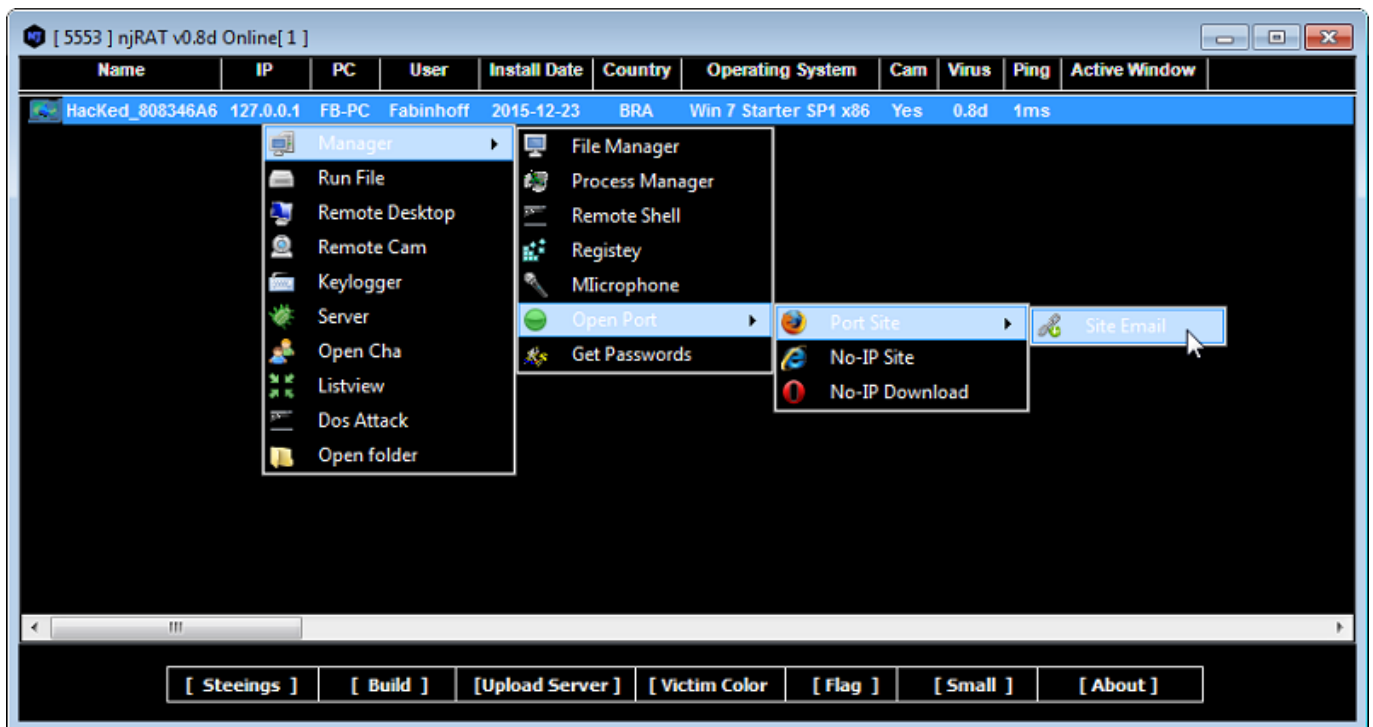 [ 5553 ] njRAT v0.8d Online[ 1 ]
Name IP PC User Install Date Country Operating System Cam Virus Ping Active Window
HacKed_808346A6 127.0.0.1 FB-PC Fabinhoff 2015-12-23 BRA Win 7 Starter SP1 x86 Yes 0.8d 1ms
Manager
Run File
Remote Desktop
Remote Cam
Keylogger
Server
Open Cha
Listview
Dos Attack
Open folder
File Manager
Process Manager
Remote Shell
Registey
MIicrophone
Open Port
Get Passwords
Port Site
No-IP Site
No-IP Download
Site Email
[ Steeings ] [ Build ] [Upload Server ] [ Victim Color [ Flag ] [ Small ] [ About ]